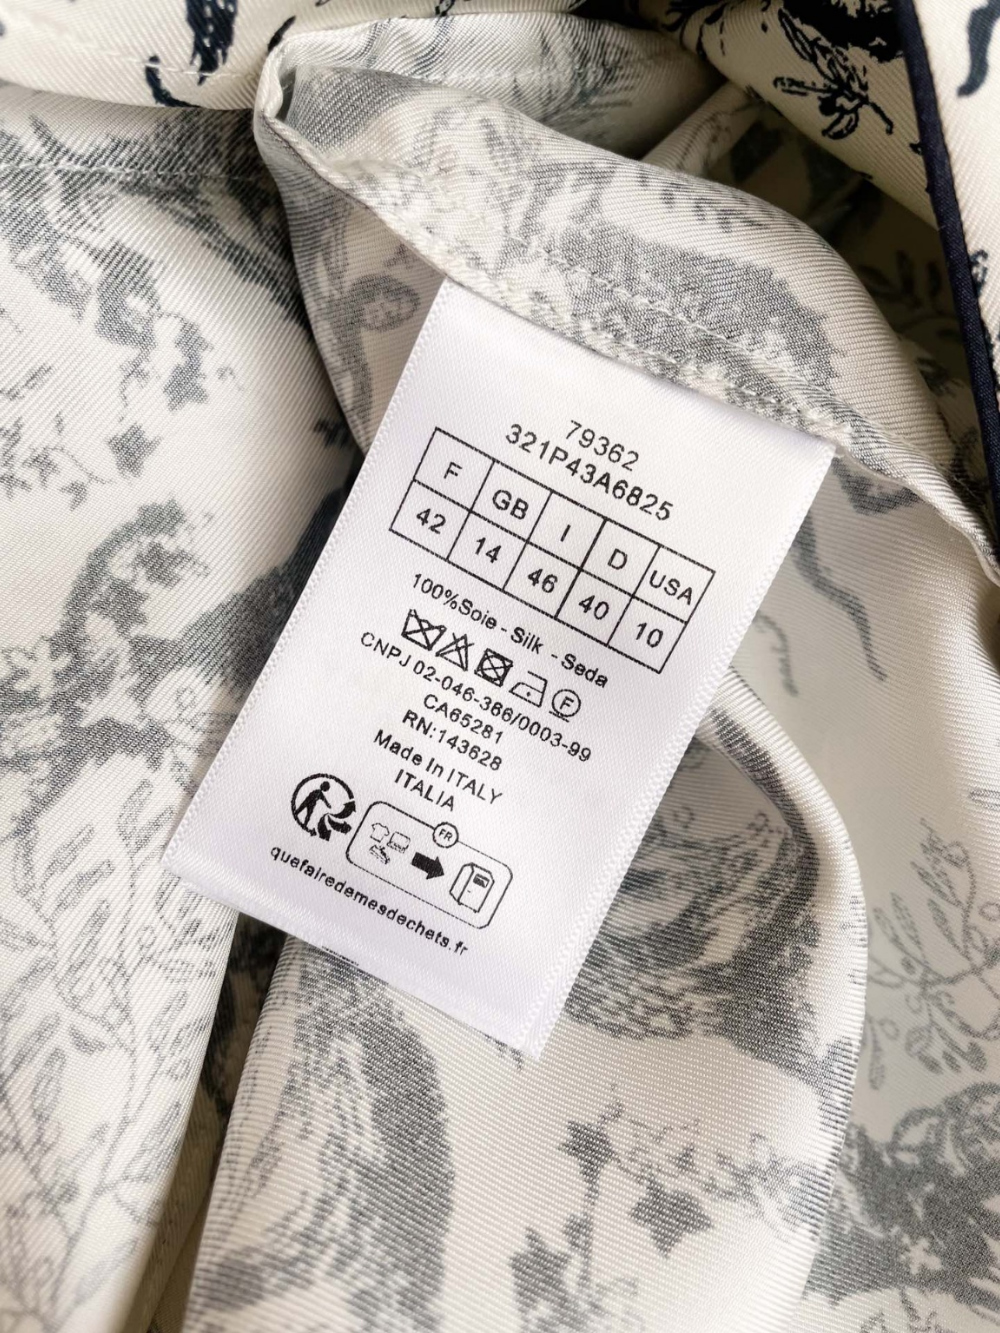 79362
321P43A6825
F GB I D USA
42 14 46 40 10
100%Soie - Silk - Seda
F
CNPJ 02-046-366/0003-99
CA65281
RN:143628
Made In ITALY
ITALIA
FR
quefairedemesdechets.fr